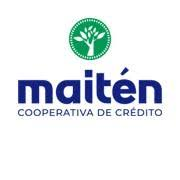 maitén
COOPERATIVA DE CRÉDITO